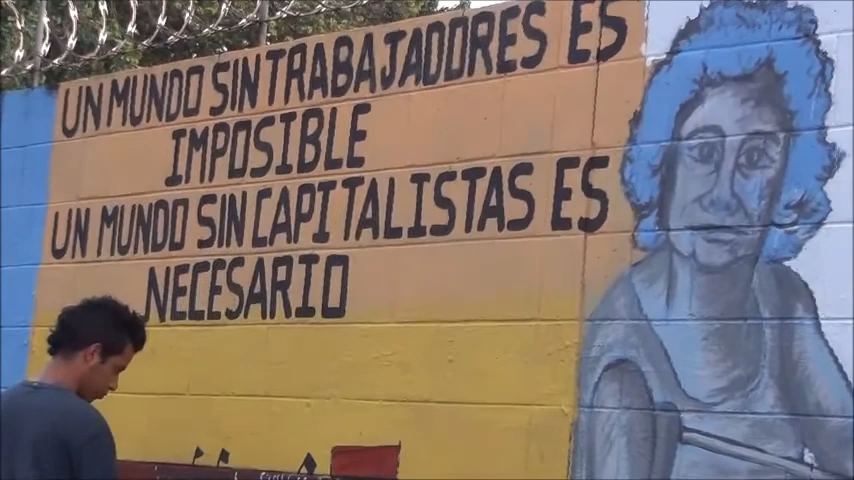 UN MUNDO SIN TRABAJADORES ES
IMPOSIBLE
UN MUNDO SIN CAPITALISTAS ES
NECESARIO